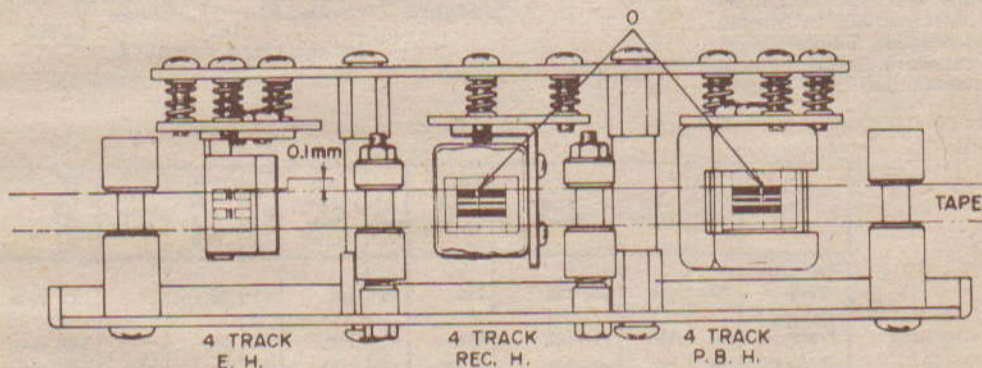 O
0.1mm
TAPE
4 TRACK
E. H.
4 TRACK
REC. H.
4 TRACK
P. B. H.